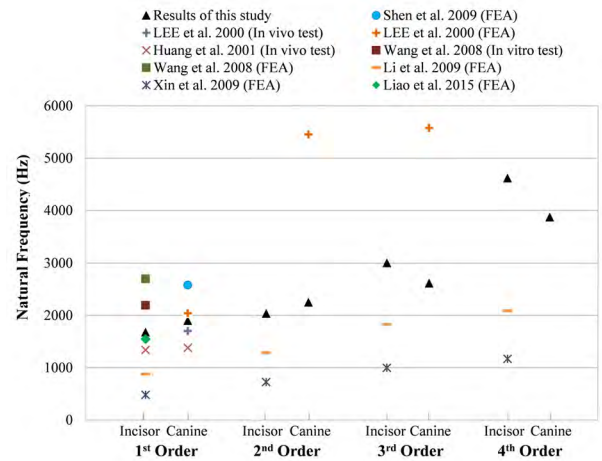 Results of this study
Shen et al. 2009 (FEA)
LEE et al. 2000 (In vivo test)
LEE et al. 2000 (FEA)
Huang et al. 2001 (In vivo test)
Wang et al. 2008 (In vitro test)
Wang et al. 2008 (FEA)
Li et al. 2009 (FEA)
Xin et al. 2009 (FEA)
Liao et al. 2015 (FEA)
Natural Frequency (Hz)
6000
5000
4000
3000
2000
1000
0
Incisor Canine Incisor Canine Incisor Canine Incisor Canine
1st Order 2nd Order 3rd Order 4th Order